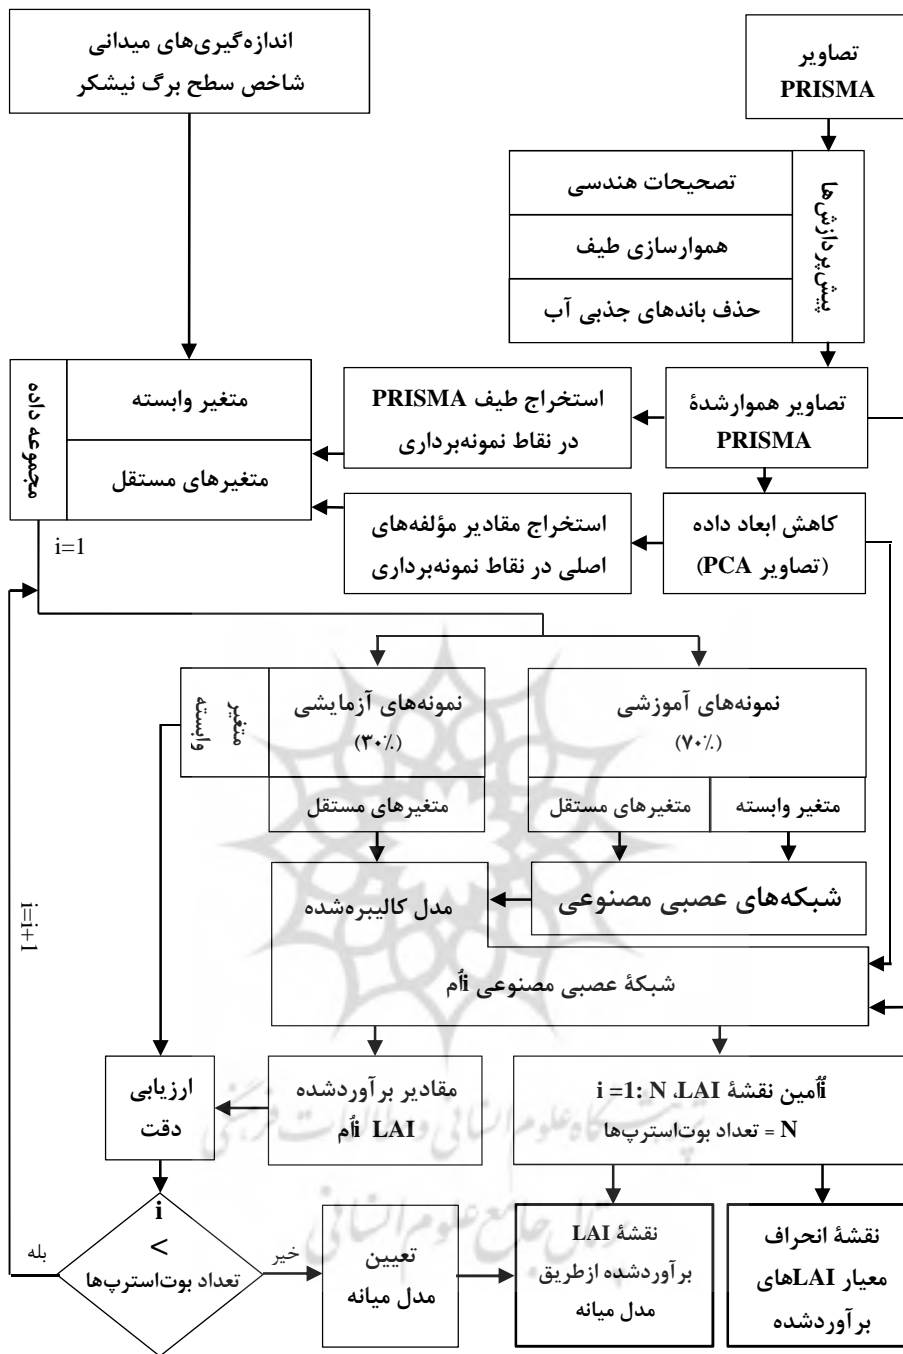 تصاویر
PRISMA
اندازه‌گیری‌های میدانی
شاخص سطح برگ نیشکر
پیش‌پردازش‌ها
تصحیحات هندسی
هموارسازی طیف
حذف باندهای جذبی آب
تصاویر هموارشدهٔ
PRISMA
استخراج طیف PRISMA
در نقاط نمونه‌برداری
متغیر وابسته
متغیرهای مستقل
مجموعه داده
کاهش ابعاد داده
(تصاویر PCA)
استخراج مقادیر مؤلفه‌های
اصلی در نقاط نمونه‌برداری
i=1
نمونه‌های آموزشی
(۷۰٪)
متغیر وابسته
متغیرهای مستقل
نمونه‌های آزمایشی
(۳۰٪)
متغیرهای مستقل
متغیر
وابسته
شبکه‌های عصبی مصنوعی
مدل کالیبره‌شده
شبکهٔ عصبی مصنوعی iاُم
i=i+1
iاُمین نقشهٔ LAI، i =1: N
N = تعداد بوت‌استرپ‌ها
مقادیر برآوردشده
LAI iاُم
ارزیابی
دقت
i
<
تعداد بوت‌استرپ‌ها
بله
خیر
تعیین
مدل میانه
نقشهٔ LAI
برآوردشده ازطریق
مدل میانه
نقشهٔ انحراف
معیار LAIهای
برآوردشده
پرتال جامع علوم انسانی